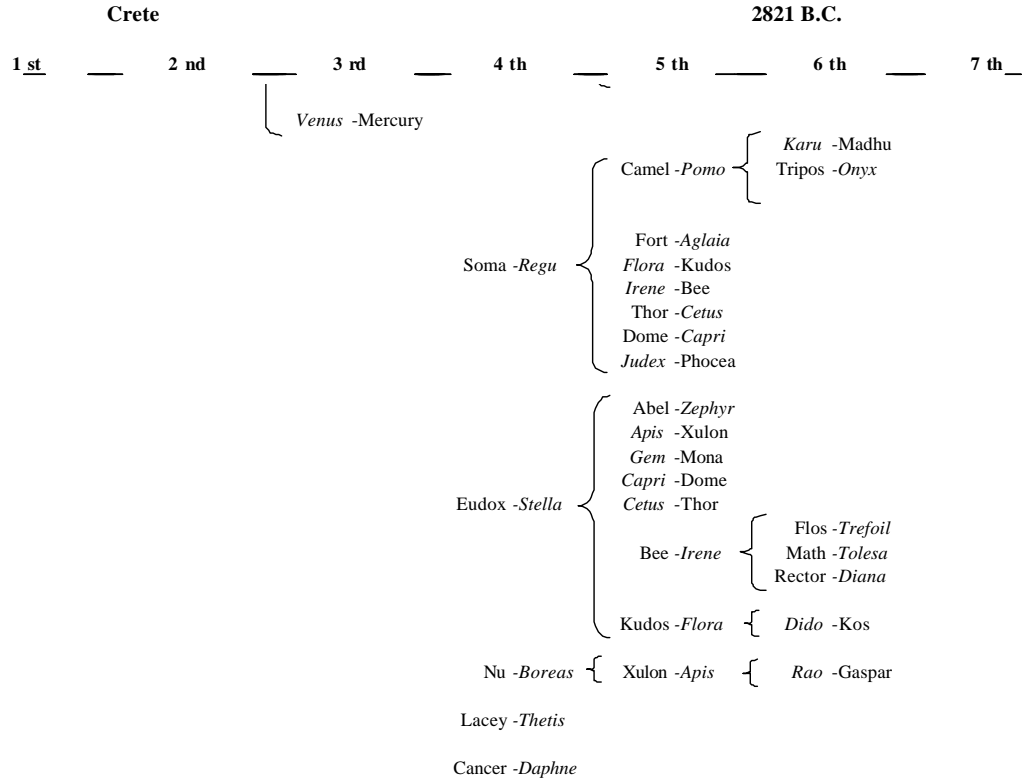 Crete 2821 B.C.
1 st 2 nd 3 rd 4 th 5 th 6 th 7 th
Venus -Mercury
Karu -Madhu
Camel -Pomo
Tripos -Onyx
Fort -Aglaia
Soma -Regu
Flora -Kudos
Irene -Bee
Thor -Cetus
Dome -Capri
Judex -Phocea
Abel -Zephyr
Apis -Xulon
Gem -Mona
Capri -Dome
Eudox -Stella
Cetus -Thor
Flos -Trefoil
Bee -Irene
Math -Tolesa
Rector -Diana
Kudos -Flora
Dido -Kos
Nu -Boreas
Xulon -Apis
Rao -Gaspar
Lacey -Thetis
Cancer -Daphne